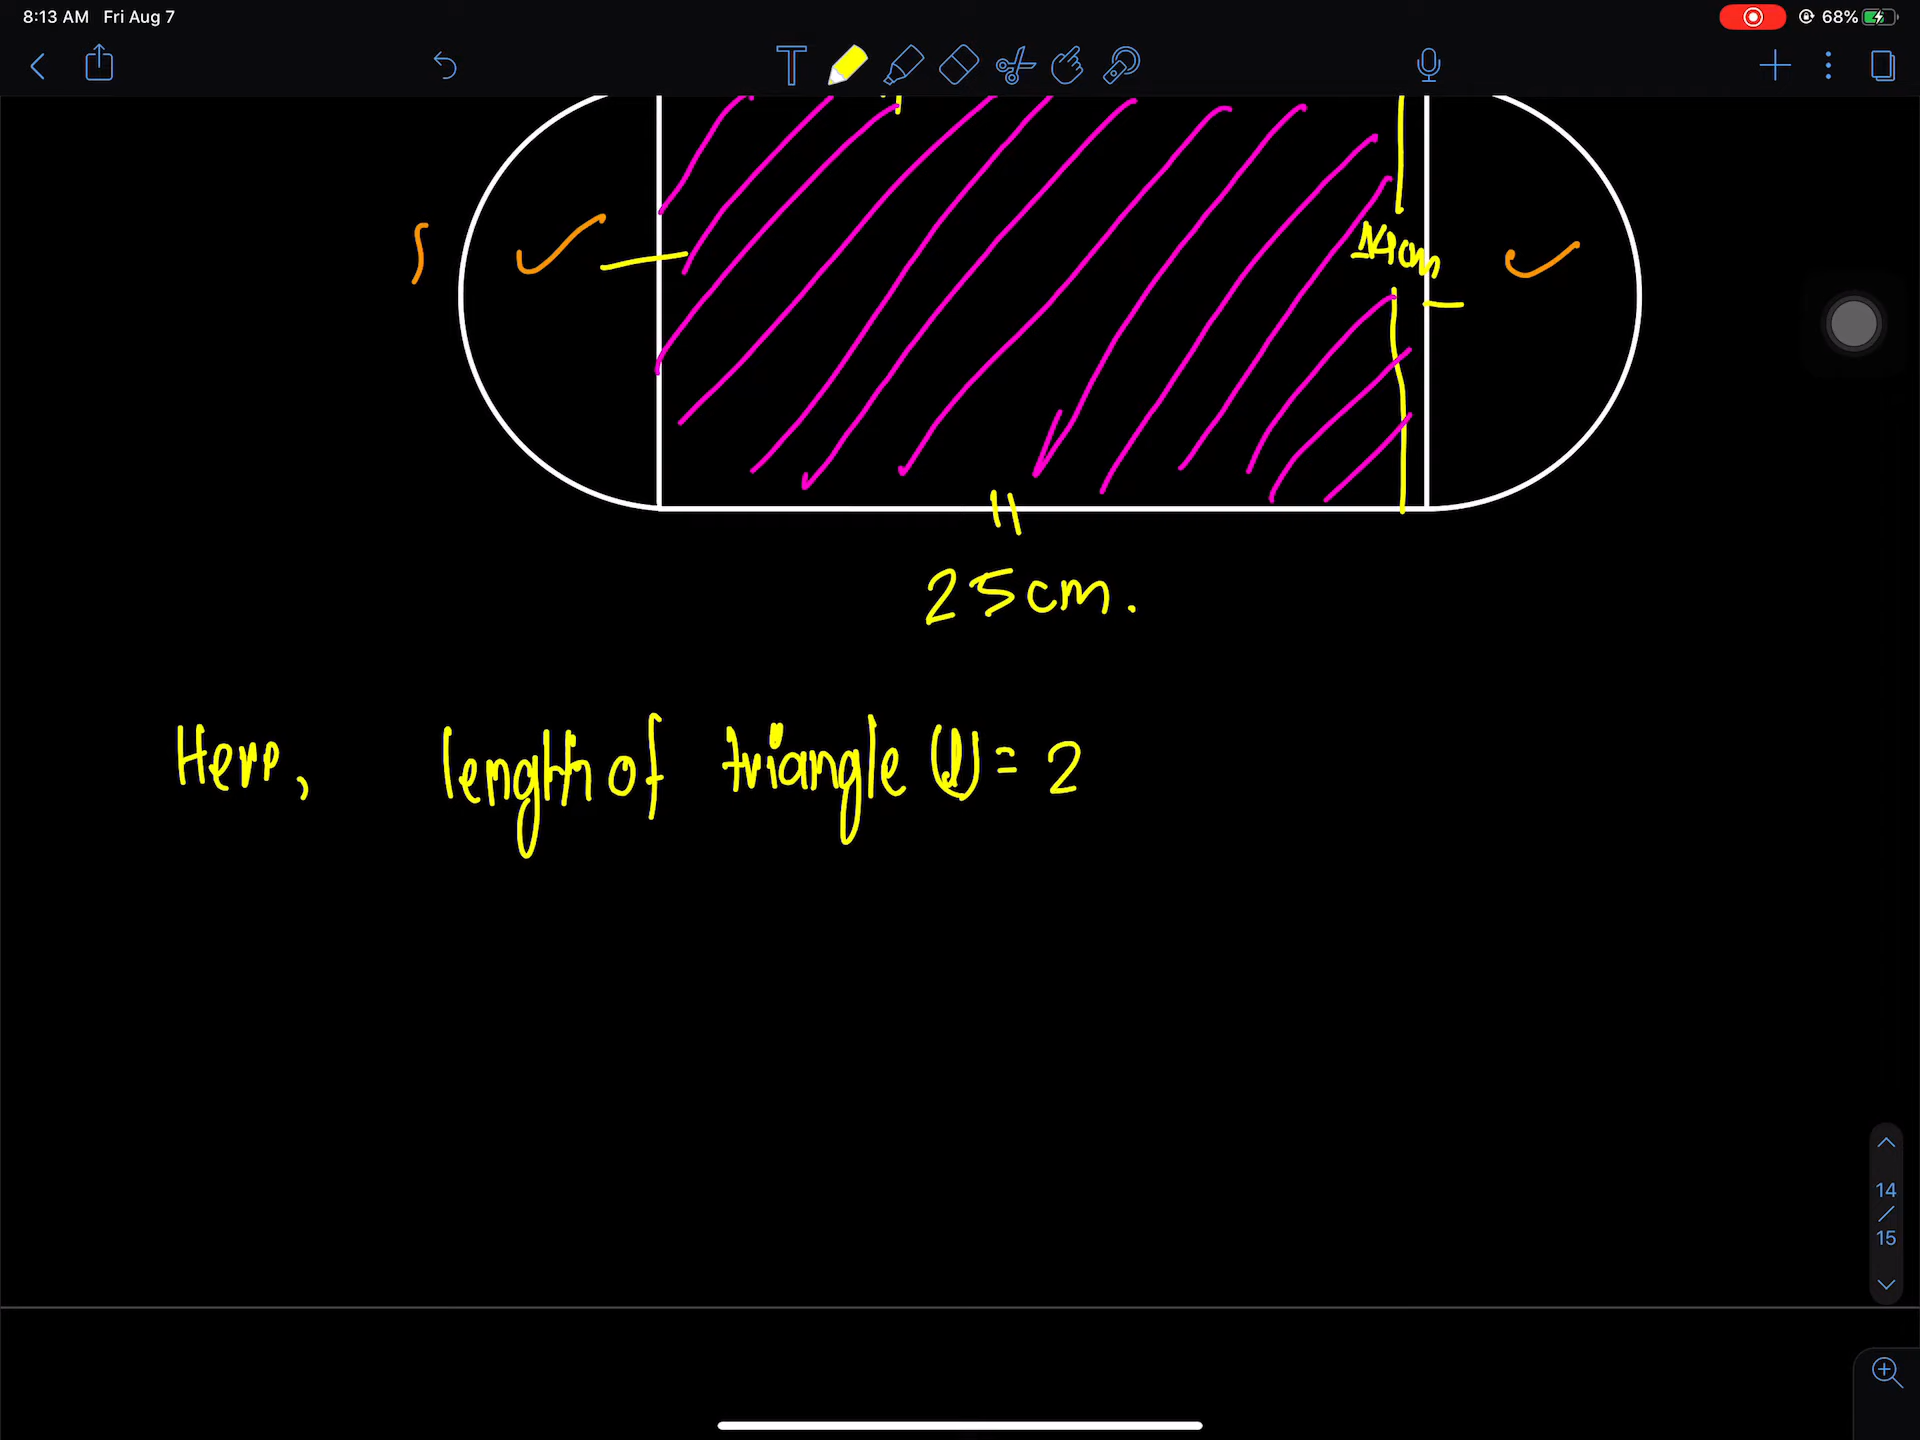 8:13 AM Fri Aug 7
68%
14cm
25cm.
Here, length of triangle (l) = 2
14
/
15